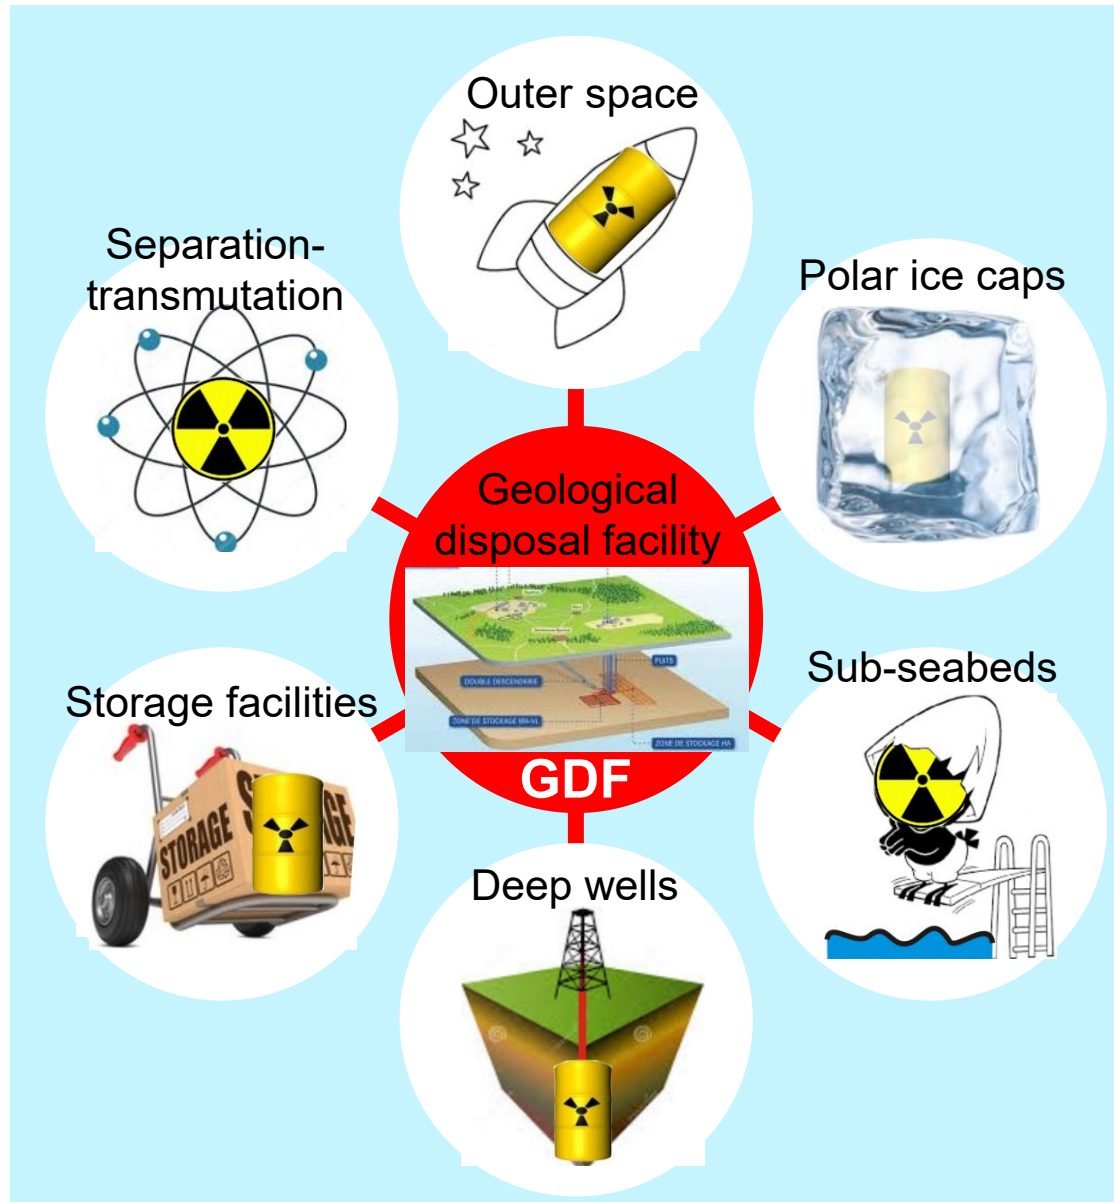 Outer space
Separation-
transmutation
Polar ice caps
Geological
disposal facility
PUITS
DOUBLE DESCENDERIE
ZONE DE STOCKAGE MA-VL
ZONE DE STOCKAGE HA
GDF
Storage facilities
STORAGE
Sub-seabeds
Deep wells